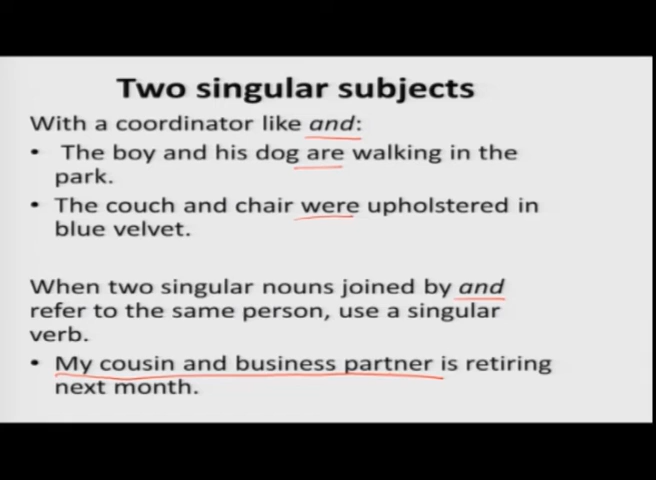 Two singular subjects
With a coordinator like and:
• The boy and his dog are walking in the
park.
• The couch and chair were upholstered in
blue velvet.
When two singular nouns joined by and
refer to the same person, use a singular
verb.
• My cousin and business partner is retiring
next month.